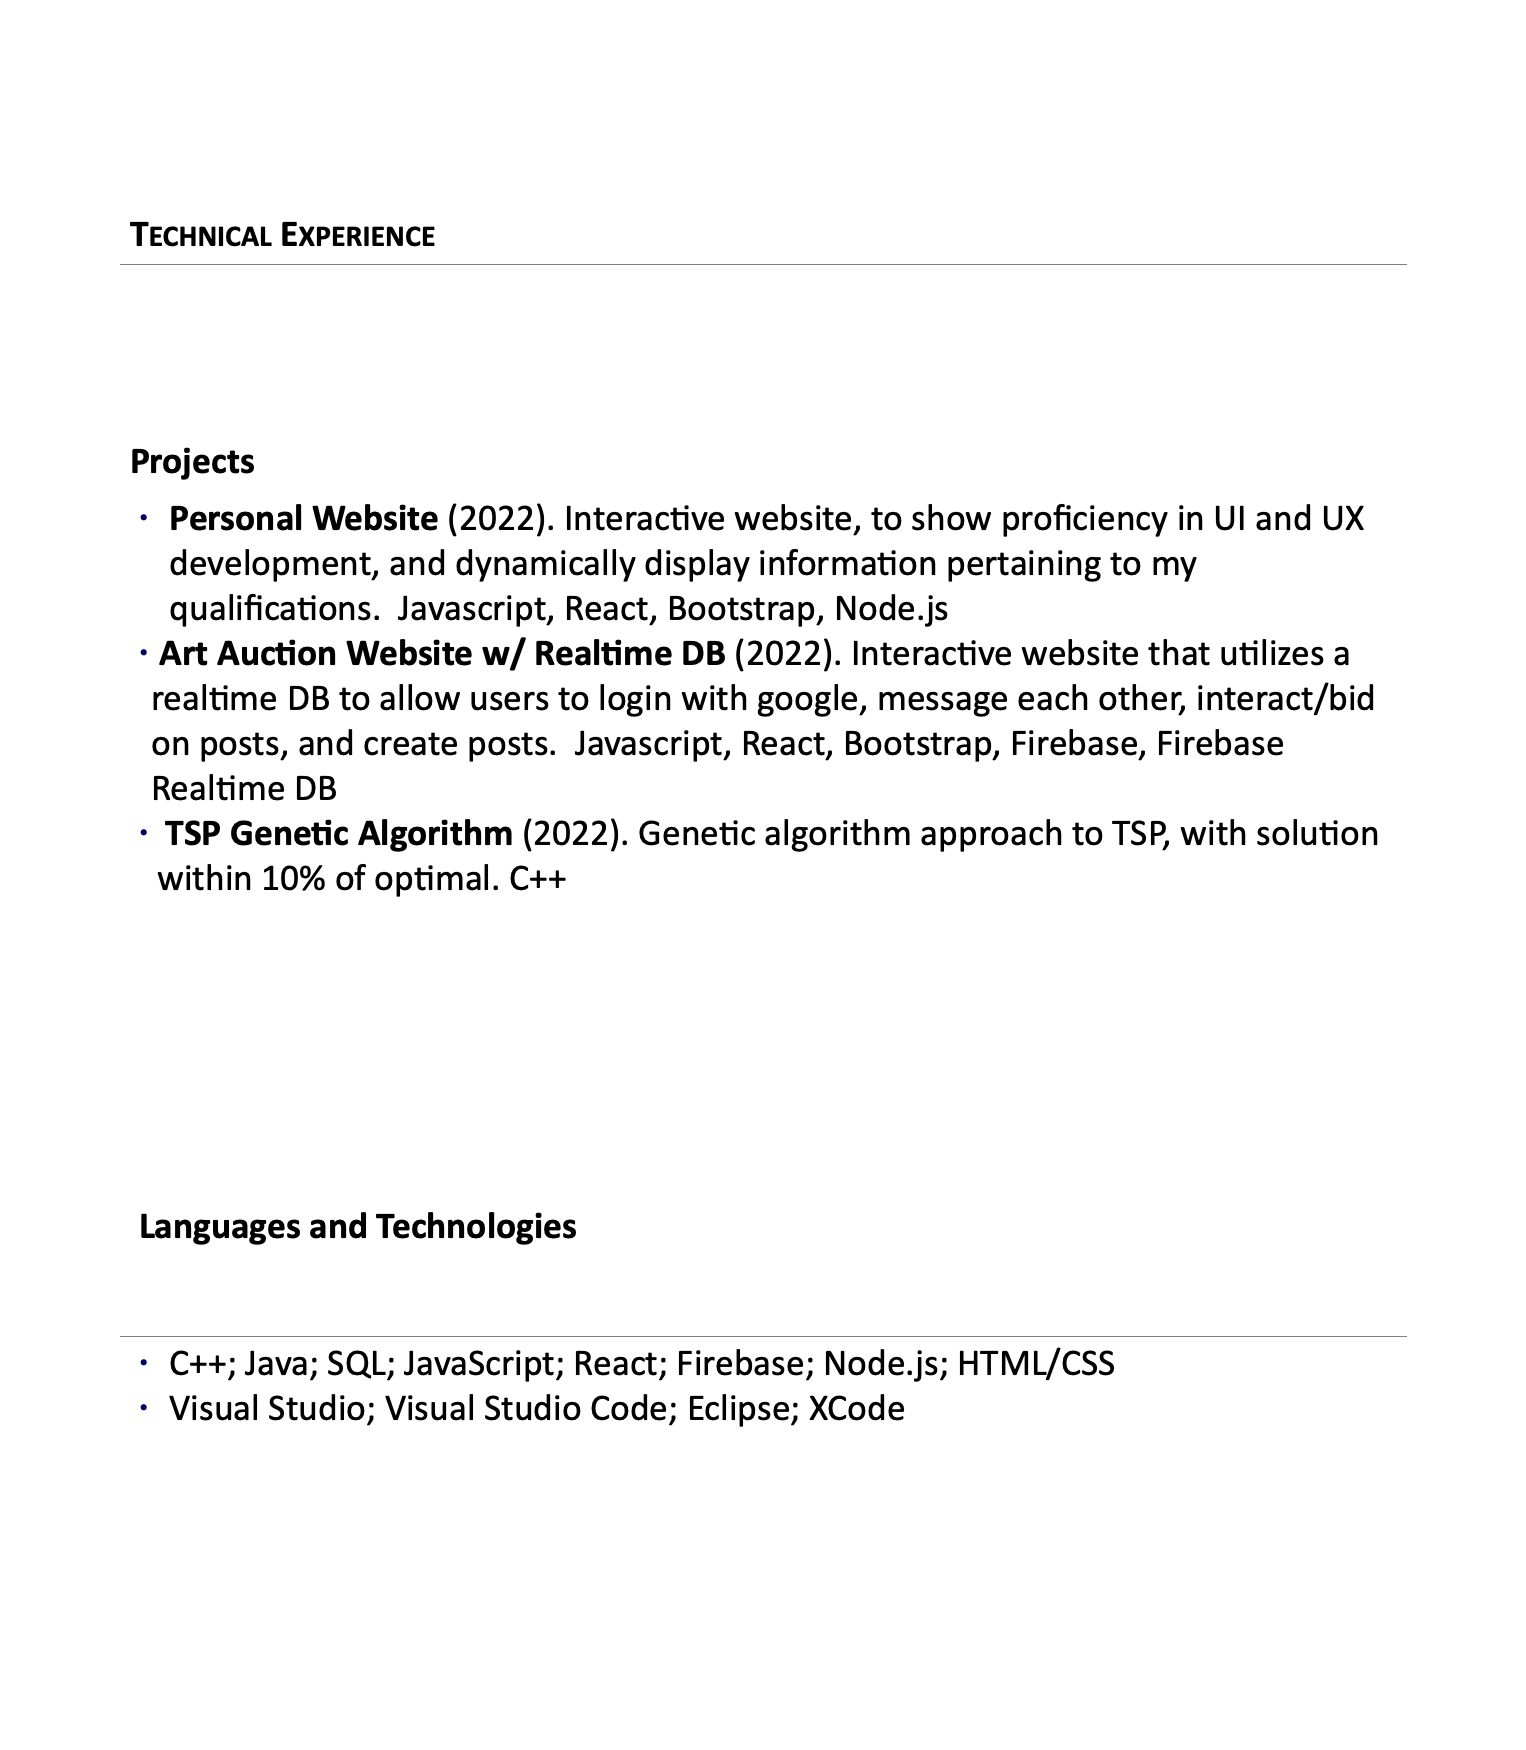 TECHNICAL EXPERIENCE
Projects
• Personal Website (2022). Interactive website, to show proficiency in UI and UX
development, and dynamically display information pertaining to my
qualifications.  Javascript, React, Bootstrap, Node.js
• Art Auction Website w/ Realtime DB (2022). Interactive website that utilizes a
realtime DB to allow users to login with google, message each other, interact/bid
on posts, and create posts.  Javascript, React, Bootstrap, Firebase, Firebase
Realtime DB
• TSP Genetic Algorithm (2022). Genetic algorithm approach to TSP, with solution
within 10% of optimal. C++
Languages and Technologies
• C++; Java; SQL; JavaScript; React; Firebase; Node.js; HTML/CSS
• Visual Studio; Visual Studio Code; Eclipse; XCode